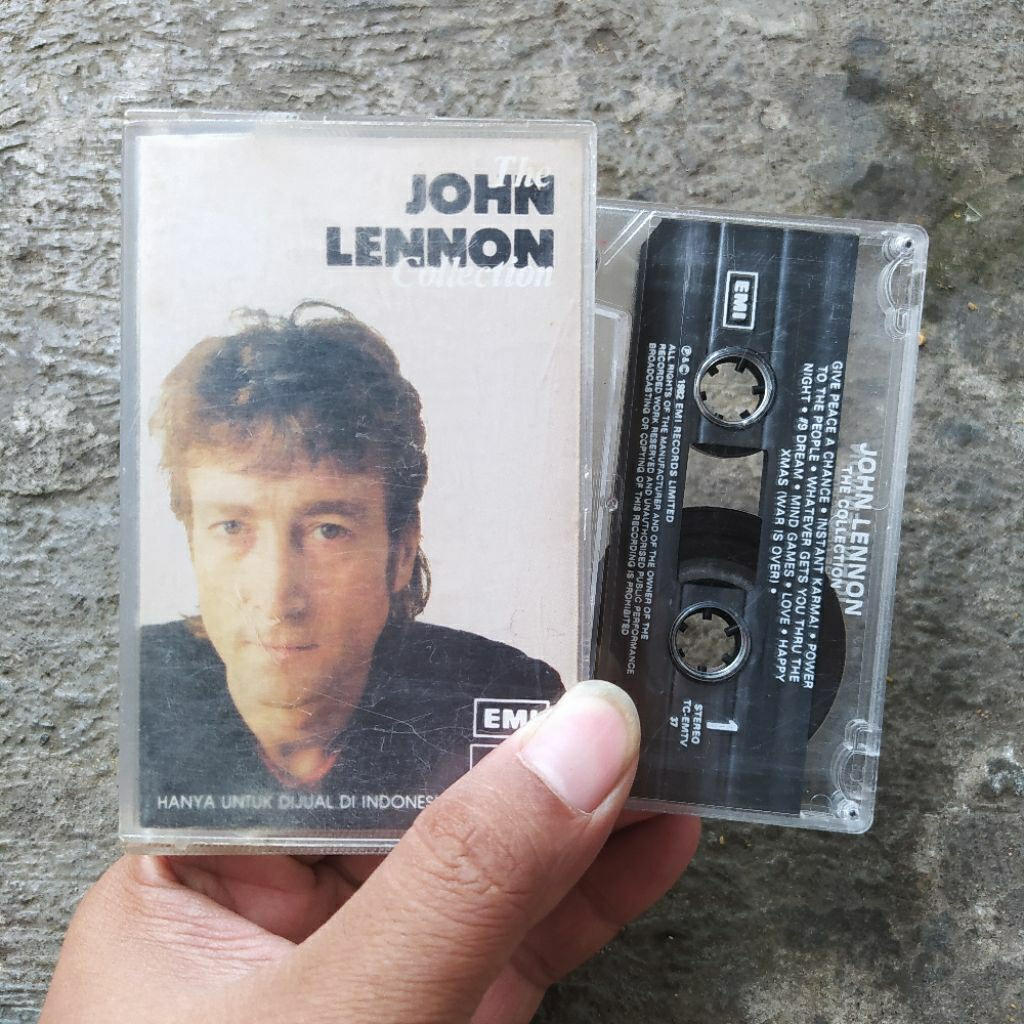 The
JOHN
LENNON
Collection
EMI
HANYA UNTUK DIJUAL DI
JOHN LENNON
THE COLLECTION
GIVE PEACE A CHANCE • INSTANT KARMA! • POWER
TO THE PEOPLE • WHATEVER GETS YOU THRU THE
NIGHT • #9 DREAM • MIND GAMES • LOVE • HAPPY
XMAS (WAR IS OVER) •
EMI
1
STEREO
TC-EMTV
37
℗ & © 1982 EMI RECORDS LIMITED
ALL RIGHTS OF THE MANUFACTURER AND OF THE OWNER OF THE
RECORDED WORK RESERVED AND UNAUTHORISED PUBLIC PERFORMANCE
BROADCASTING OR COPYING OF THIS RECORDING IS PROHIBITED